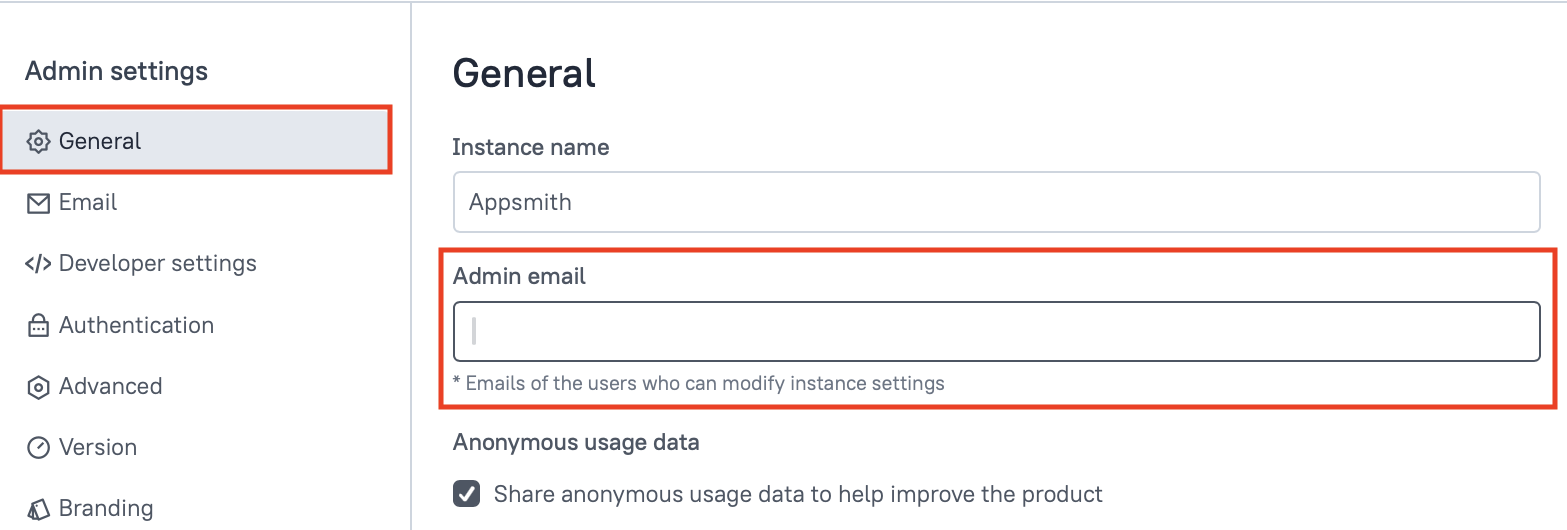 Admin settings
General
Email
Developer settings
Authentication
Advanced
Version
Branding
General
Instance name
Appsmith
Admin email
* Emails of the users who can modify instance settings
Anonymous usage data
Share anonymous usage data to help improve the product